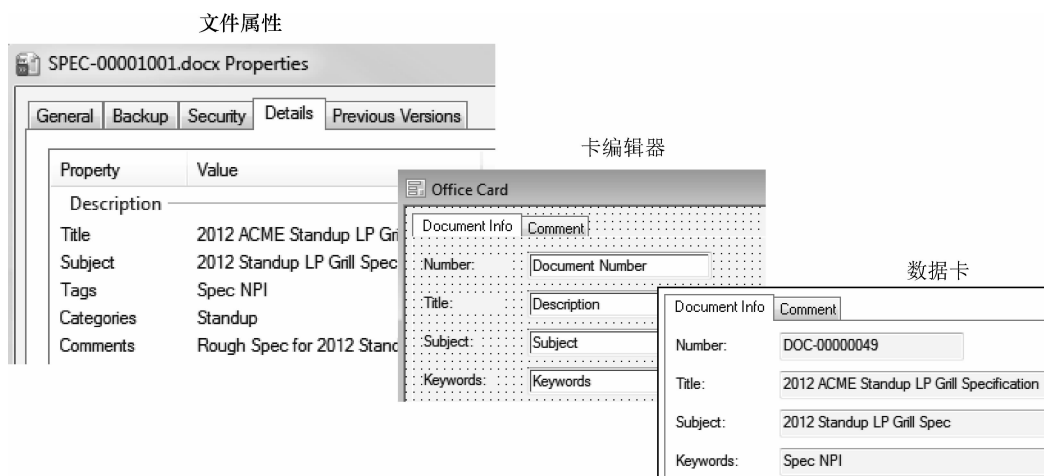 文件属性
SPEC-00001001.docx Properties
General Backup Security Details Previous Versions
Property Value
Description
Title 2012 ACME Standup LP Gri
Subject 2012 Standup LP Grill Spec
Tags Spec NPI
Categories Standup
Comments Rough Spec for 2012 Stand
卡编辑器
Office Card
Document Info Comment
Number: Document Number
Title: Description
Subject: Subject
Keywords: Keywords
数据卡
Document Info Comment
Number: DOC-00000049
Title: 2012 ACME Standup LP Grill Specification
Subject: 2012 Standup LP Grill Spec
Keywords: Spec NPI